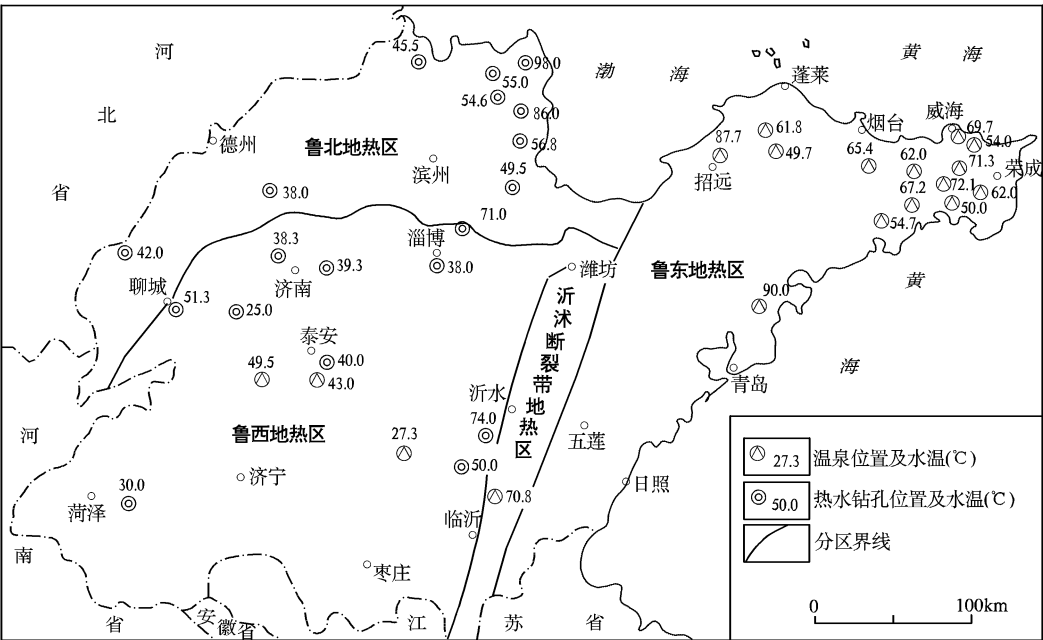 河
北
省
45.5
98.0
55.0
54.6
86.0
56.8
49.5
渤 海
黄 海
蓬莱
德州
鲁北地热区
滨州
38.0
87.7
61.8
49.7
招远
烟台
65.4
威海
69.7
54.0
62.0
71.3
荣成
67.2
72.1
62.0
50.0
54.7
71.0
淄博
38.0
42.0
38.3
39.3
济南
聊城
51.3
25.0
潍坊
鲁东地热区
黄
海
90.0
青岛
沂沭断裂带地热区
泰安
40.0
49.5
43.0
沂水
74.0
鲁西地热区
27.3
50.0
五莲
70.8
济宁
30.0
菏泽
临沂
日照
枣庄
河
南
省
安
徽
省
江 苏 省
27.3 温泉位置及水温(℃)
50.0 热水钻孔位置及水温(℃)
分区界线
0 100km